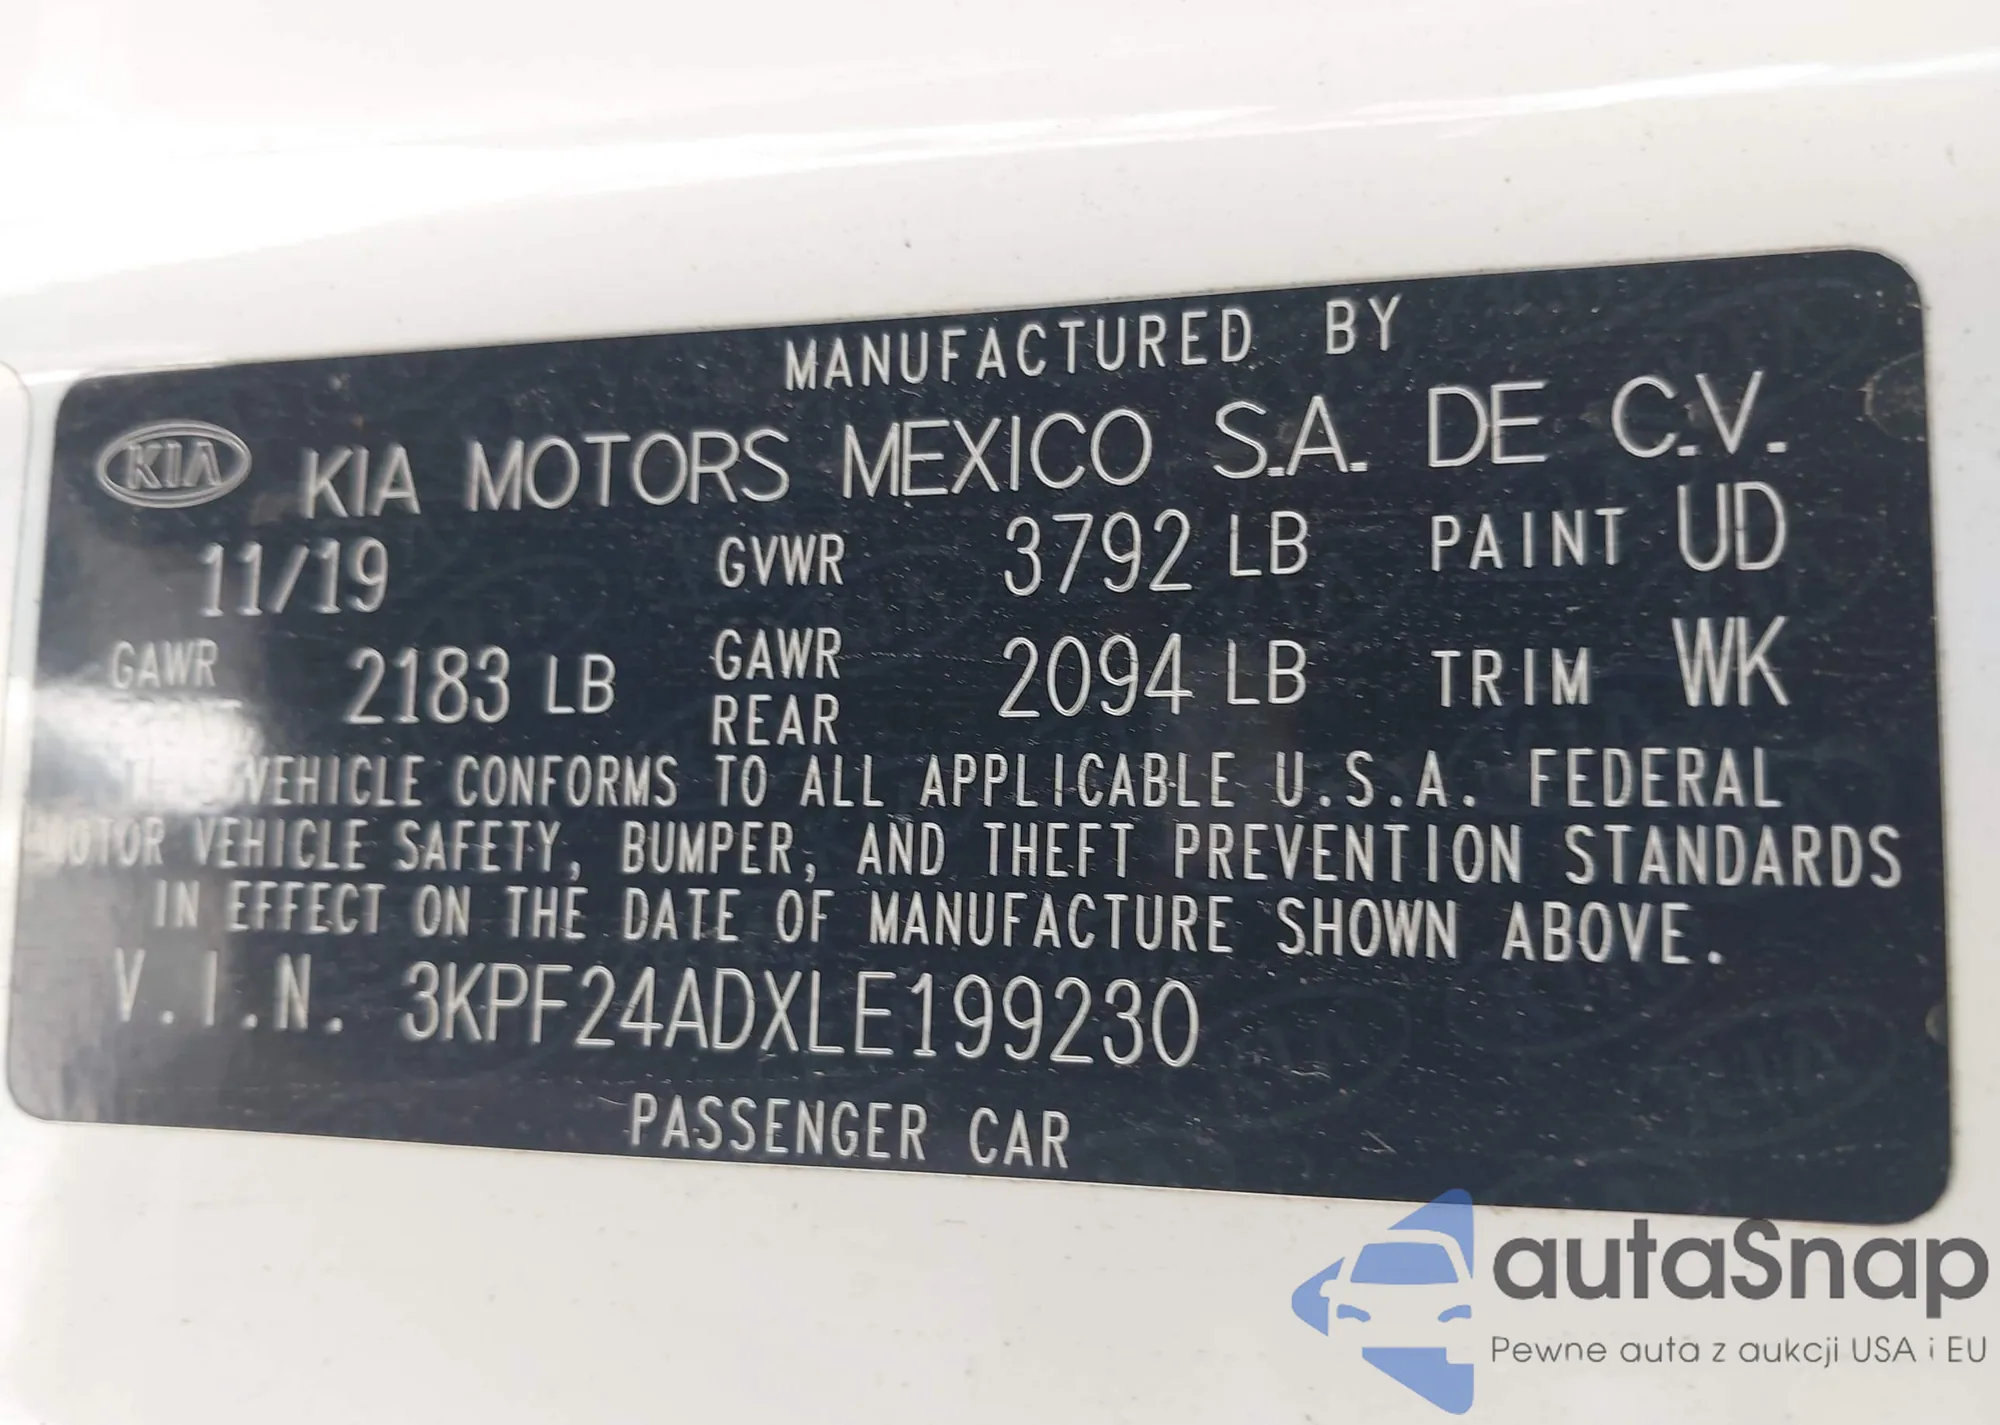 MANUFACTURED BY
KIA KIA MOTORS MEXICO S.A. DE C.V.
11/19 GVWR 3792 LB PAINT UD
GAWR 2183 LB GAWR REAR 2094 LB TRIM WK
THIS VEHICLE CONFORMS TO ALL APPLICABLE U.S.A. FEDERAL
MOTOR VEHICLE SAFETY, BUMPER, AND THEFT PREVENTION STANDARDS
IN EFFECT ON THE DATE OF MANUFACTURE SHOWN ABOVE.
V.I.N. 3KPF24ADXLE199230
PASSENGER CAR
autaSnap
Pewne auta z aukcji USA i EU